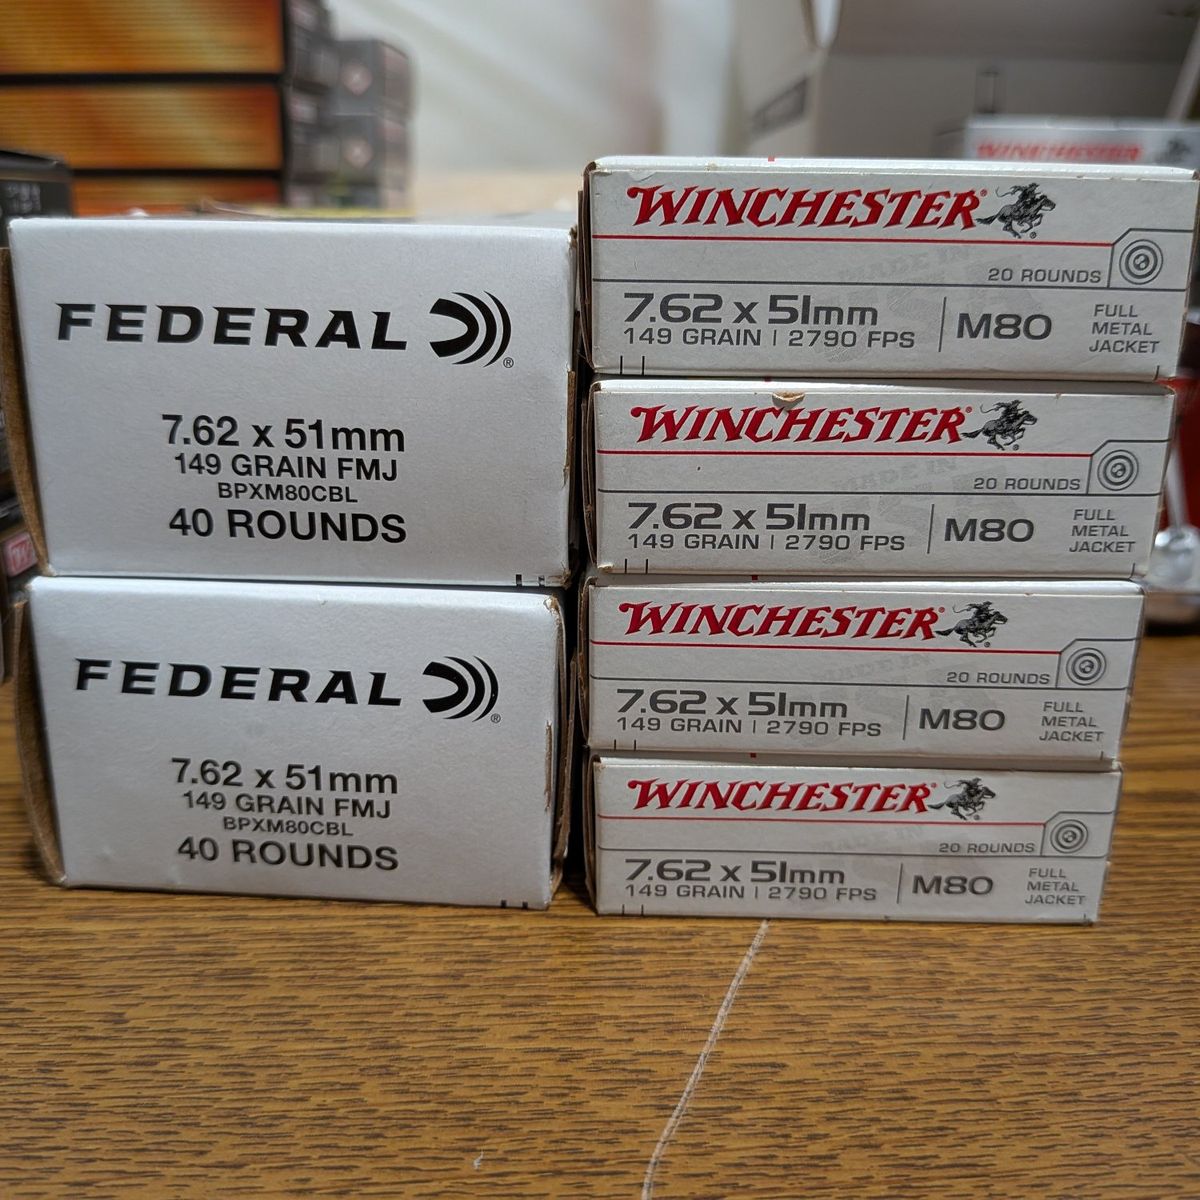 FEDERAL®
7.62 x 51mm
149 GRAIN FMJ
BPXM80CBL
40 ROUNDS
FEDERAL®
7.62 x 51mm
149 GRAIN FMJ
BPXM80CBL
40 ROUNDS
WINCHESTER
WINCHESTER®
20 ROUNDS
7.62 x 51mm
149 GRAIN | 2790 FPS
M80
FULL
METAL
JACKET
WINCHESTER®
20 ROUNDS
7.62 x 51mm
149 GRAIN | 2790 FPS
M80
FULL
METAL
JACKET
WINCHESTER®
20 ROUNDS
7.62 x 51mm
149 GRAIN | 2790 FPS
M80
FULL
METAL
JACKET
WINCHESTER®
20 ROUNDS
7.62 x 51mm
149 GRAIN | 2790 FPS
M80
FULL
METAL
JACKET